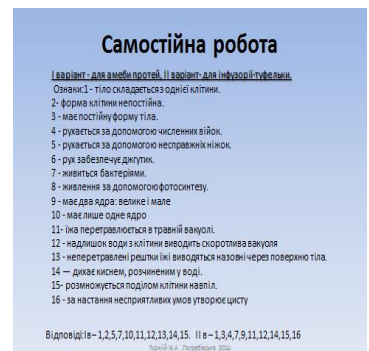 Самостійна робота
І варіант - для амеби протей, ІІ варіант- для інфузорії-туфельки.
Ознаки:1 - тіло складається з однієї клітини.
2- форма клітини непостійна.
3 - має постійну форму тіла.
4 - рухається за допомогою численних війок.
5 - рухається за допомогою несправжніх ніжок.
6 - рух забезпечує джгутик.
7 - живиться бактеріями.
8 - живлення за допомогою фотосинтезу.
9 - має два ядра: велике і мале
10 - має лише одне ядро
11- їжа перетравлюється в травній вакуолі.
12 - надлишок води з клітини виводить скоротлива вакуоля
13 - неперетравлені рештки їжі виводяться назовні через поверхню тіла.
14 — дихає киснем, розчиненим у воді.
15- розмножується поділом клітини навпіл.
16 - за настання несприятливих умов утворює цисту
Відповіді:Ів – 1,2,5,7,10,11,12,13,14,15. ІІ в – 1,3,4,7,9,11,12,14,15,16